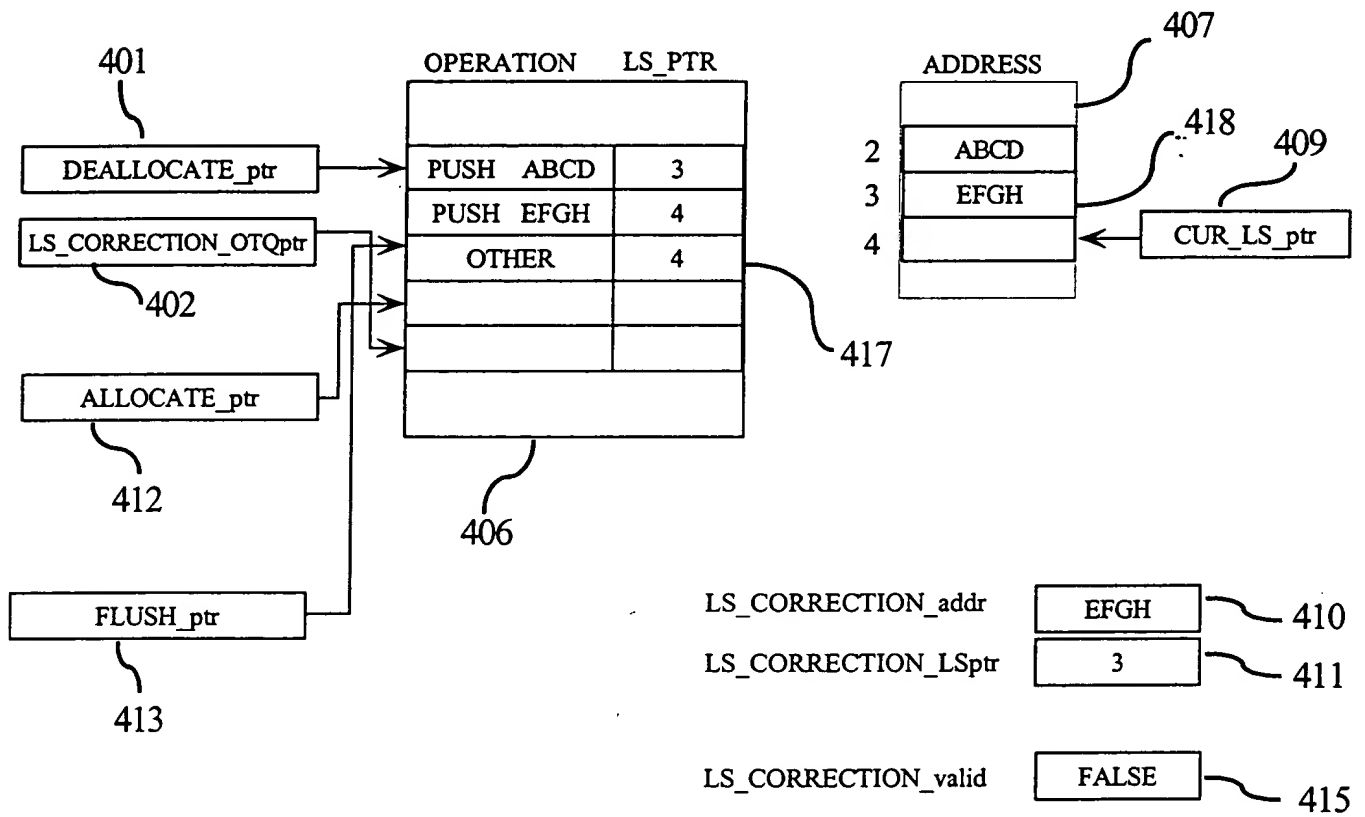 407
401
OPERATION LS_PTR
ADDRESS
418
409
DEALLOCATE_ptr
PUSH ABCD 3
2 ABCD
PUSH EFGH 4
3 EFGH
LS_CORRECTION_OTQptr
OTHER 4
4
CUR_LS_ptr
402
417
ALLOCATE_ptr
412
406
FLUSH_ptr
413
LS_CORRECTION_addr EFGH 410
LS_CORRECTION_LSptr 3 411
LS_CORRECTION_valid FALSE 415